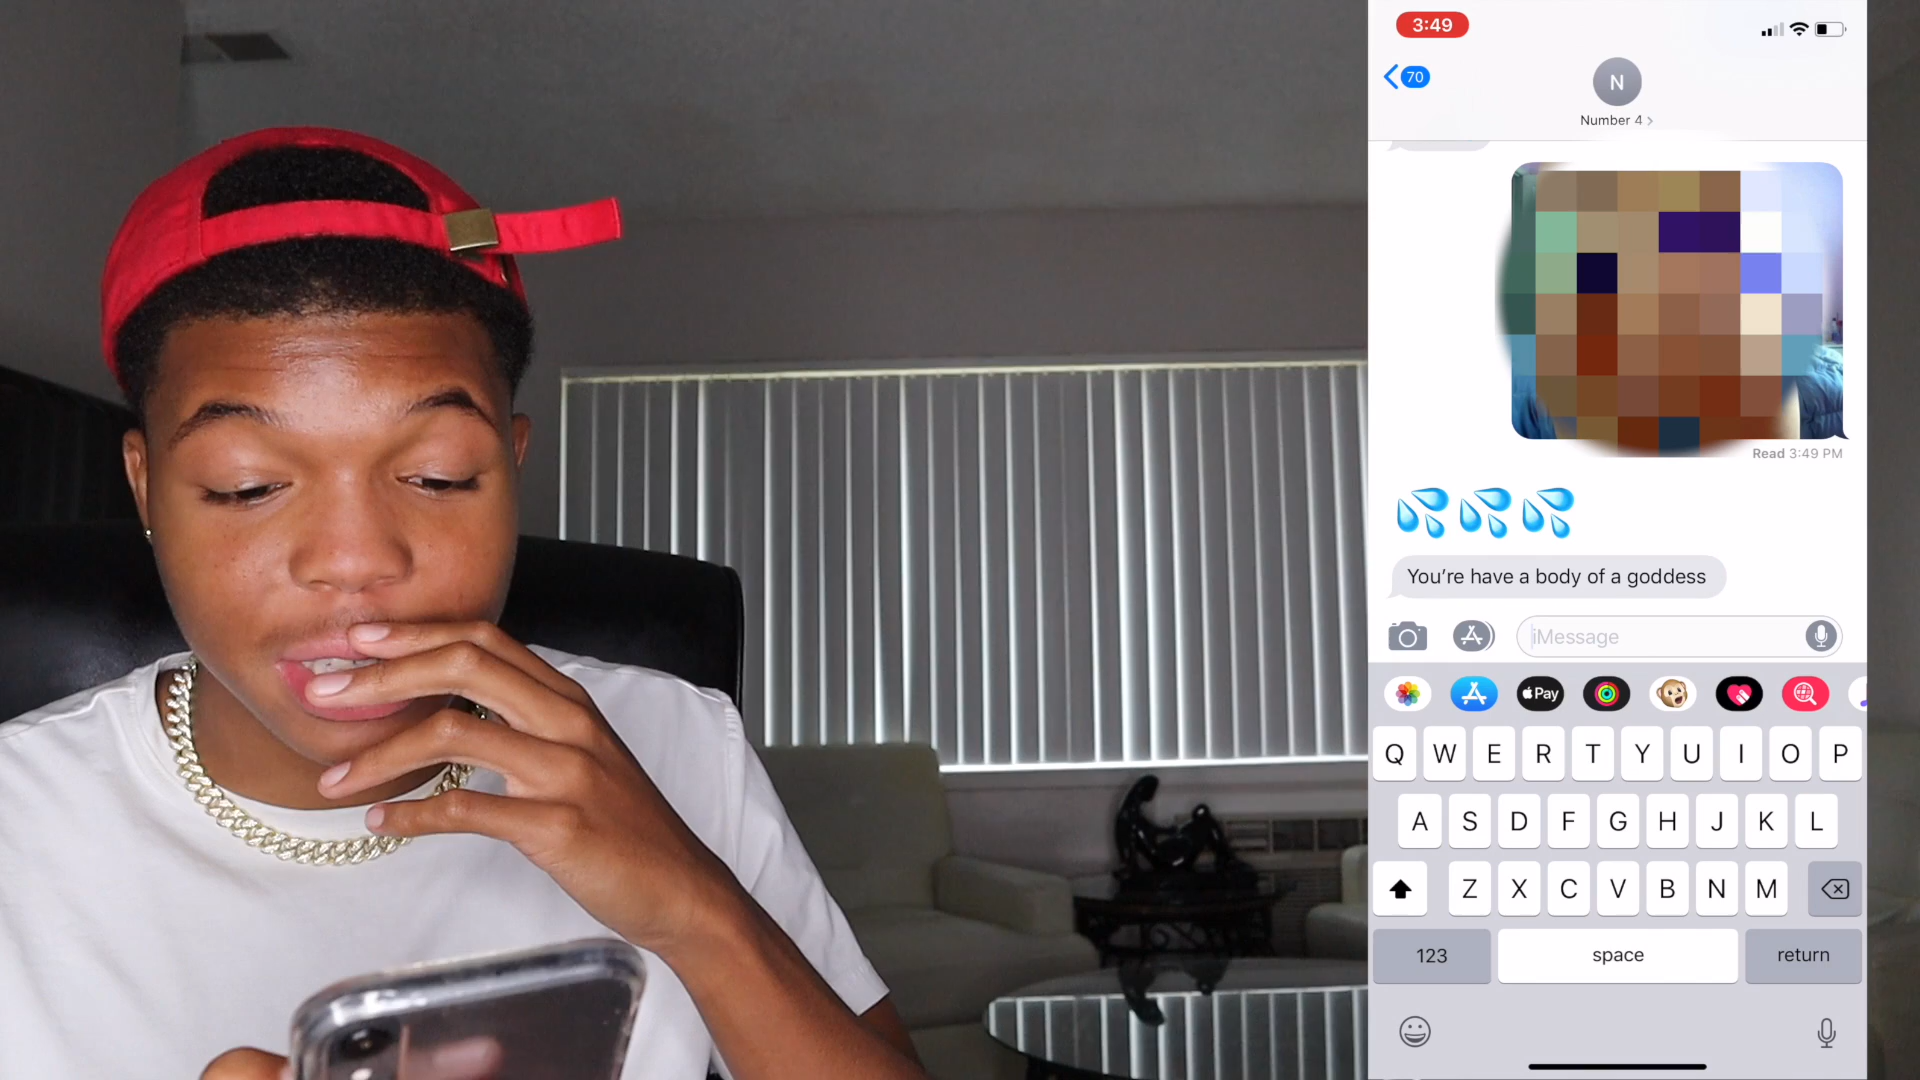 3:49
70
N
Number 4 >
Read 3:49 PM
You're have a body of a goddess
iMessage
Pay
Q W E R T Y U I O P
A S D F G H J K L
Z X C V B N M
123 space return